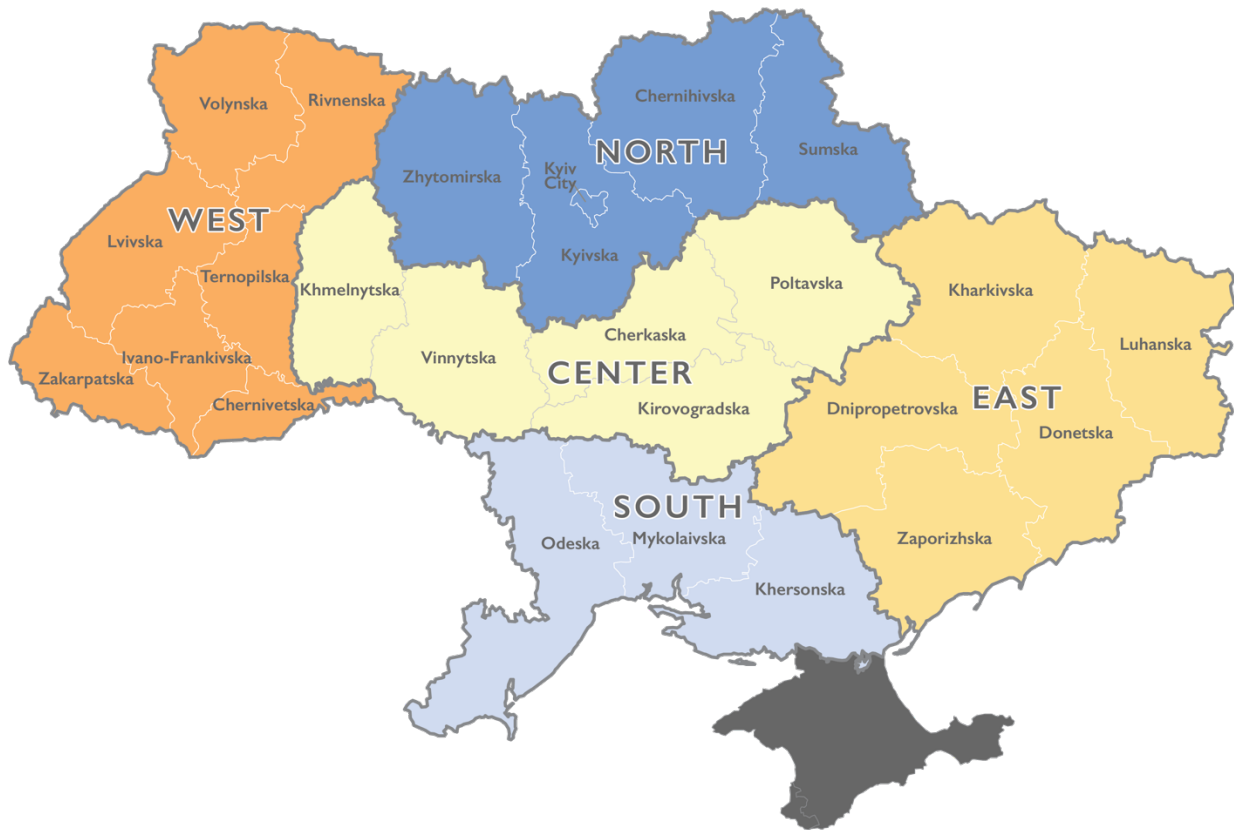 Volynska
Rivnenska
Chernihivska
NORTH
Sumska
Zhytomirska
Kyiv
City
WEST
Lvivska
Kyivska
Ternopilska
Khmelnytska
Poltavska
Kharkivska
Cherkaska
Luhanska
Ivano-Frankivska
Vinnytska
CENTER
Zakarpatska
Chernivetska
Kirovogradska
Dnipropetrovska
EAST
Donetska
SOUTH
Odeska
Mykolaivska
Zaporizhska
Khersonska